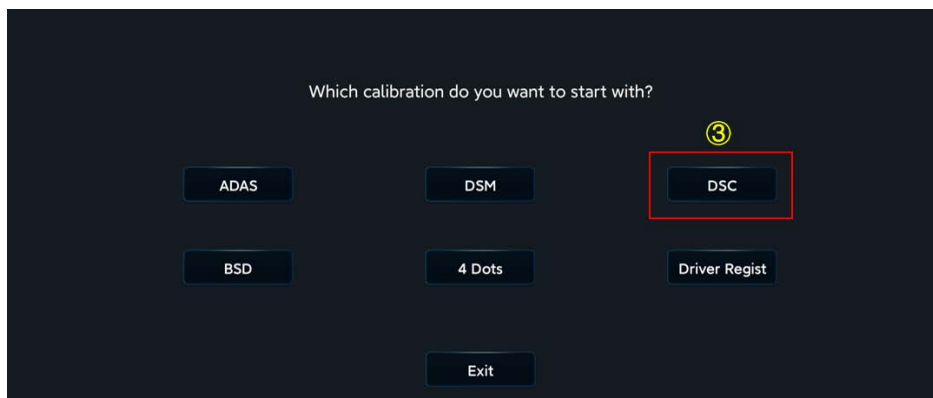 Which calibration do you want to start with?
③
ADAS
DSM
DSC
BSD
4 Dots
Driver Regist
Exit